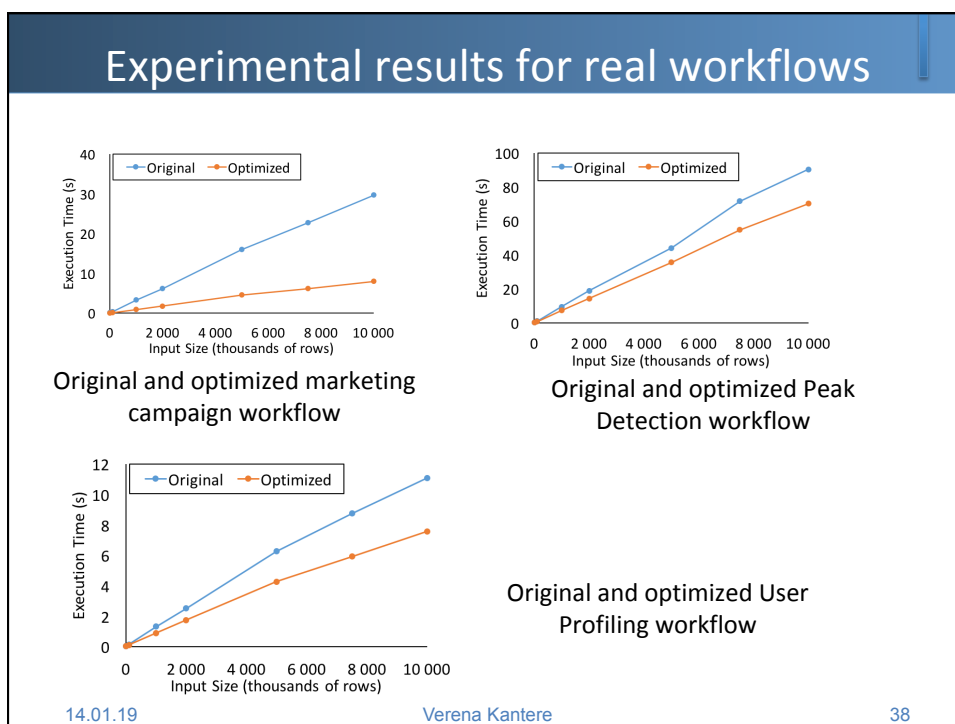 Experimental results for real workflows
40
30
20
10
0
Execution Time (s)
Original Optimized
0 2 000 4 000 6 000 8 000 10 000
Input Size (thousands of rows)
Original and optimized marketing
campaign workflow
100
80
60
40
20
0
Execution Time (s)
Original Optimized
0 2 000 4 000 6 000 8 000 10 000
Input Size (thousands of rows)
Original and optimized Peak
Detection workflow
12
10
8
6
4
2
0
Execution Time (s)
Original Optimized
0 2 000 4 000 6 000 8 000 10 000
Input Size (thousands of rows)
Original and optimized User
Profiling workflow
14.01.19 Verena Kantere 38